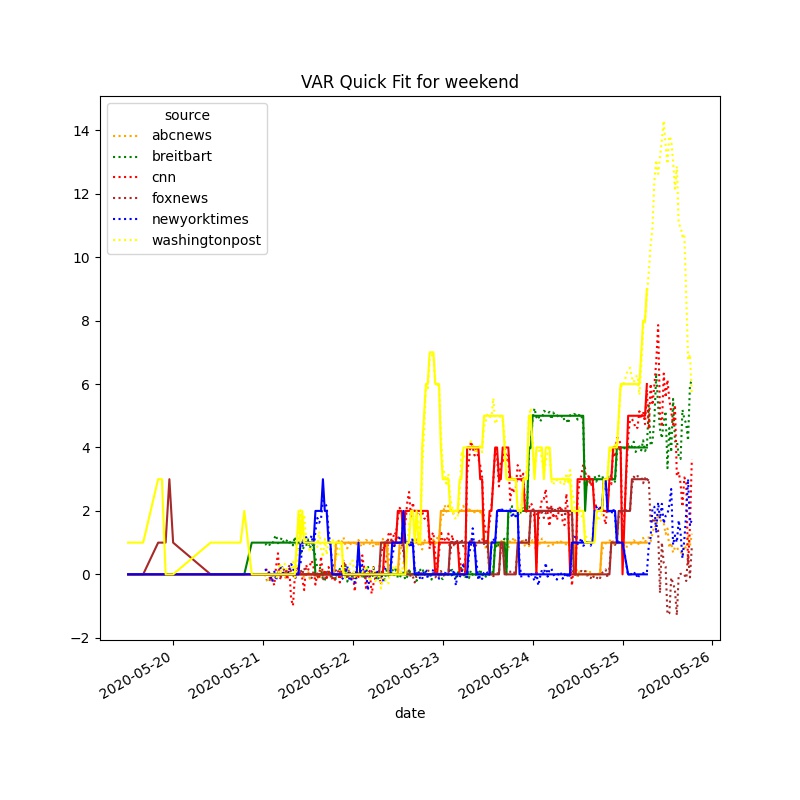 VAR Quick Fit for weekend
source
abcnews
breitbart
cnn
foxnews
newyorktimes
washingtonpost
14
12
10
8
6
4
2
0
−2
2020-05-20
2020-05-21
2020-05-22
2020-05-23
2020-05-24
2020-05-25
2020-05-26
date